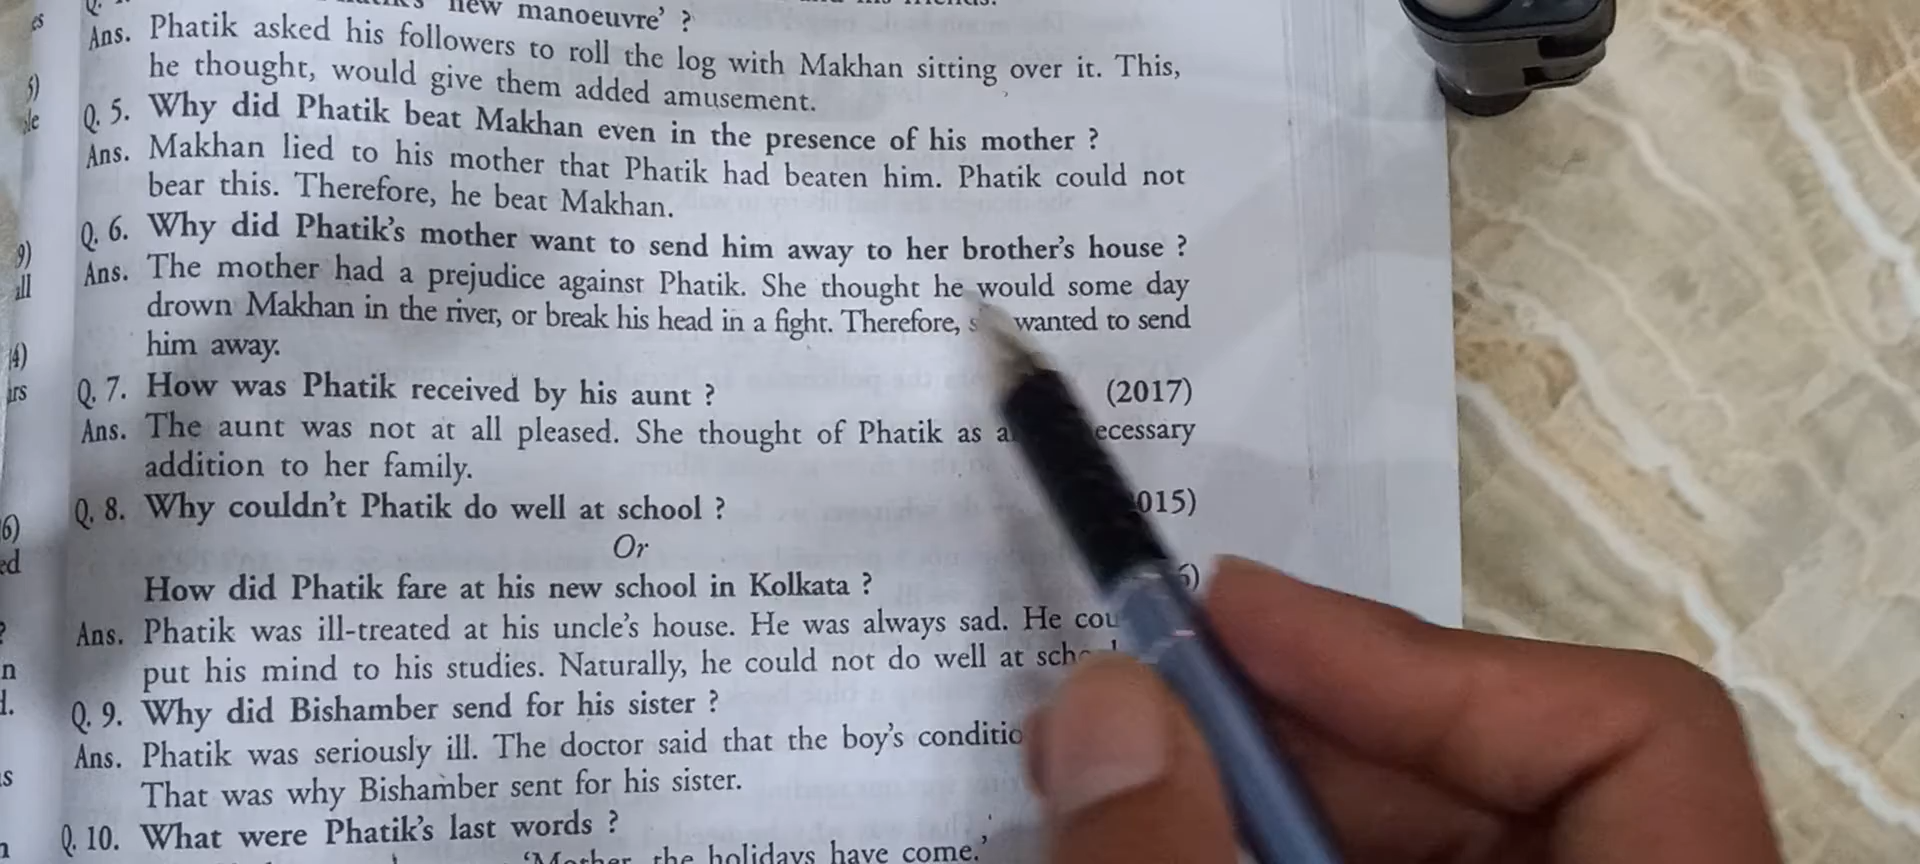 new manoeuvre' ?
Ans. Phatik asked his followers to roll the log with Makhan sitting over it. This,
he thought, would give them added amusement.
Q. 5. Why did Phatik beat Makhan even in the presence of his mother ?
Ans. Makhan lied to his mother that Phatik had beaten him. Phatik could not
bear this. Therefore, he beat Makhan.
Q. 6. Why did Phatik's mother want to send him away to her brother's house ?
Ans. The mother had a prejudice against Phatik. She thought he would some day
drown Makhan in the river, or break his head in a fight. Therefore, wanted to send
him away.
Q. 7. How was Phatik received by his aunt ? (2017)
Ans. The aunt was not at all pleased. She thought of Phatik as
addition to her family.
Q. 8. Why couldn't Phatik do well at school ? 015)
Or
How did Phatik fare at his new school in Kolkata ? 6)
Ans. Phatik was ill-treated at his uncle's house. He was always sad. He
put his mind to his studies. Naturally, he could not do well at
Q. 9. Why did Bishamber send for his sister ?
Ans. Phatik was seriously ill. The doctor said that the boy's
That was why Bishamber sent for his sister.
Q. 10. What were Phatik's last words ?
'Mother, the holidays have come.'